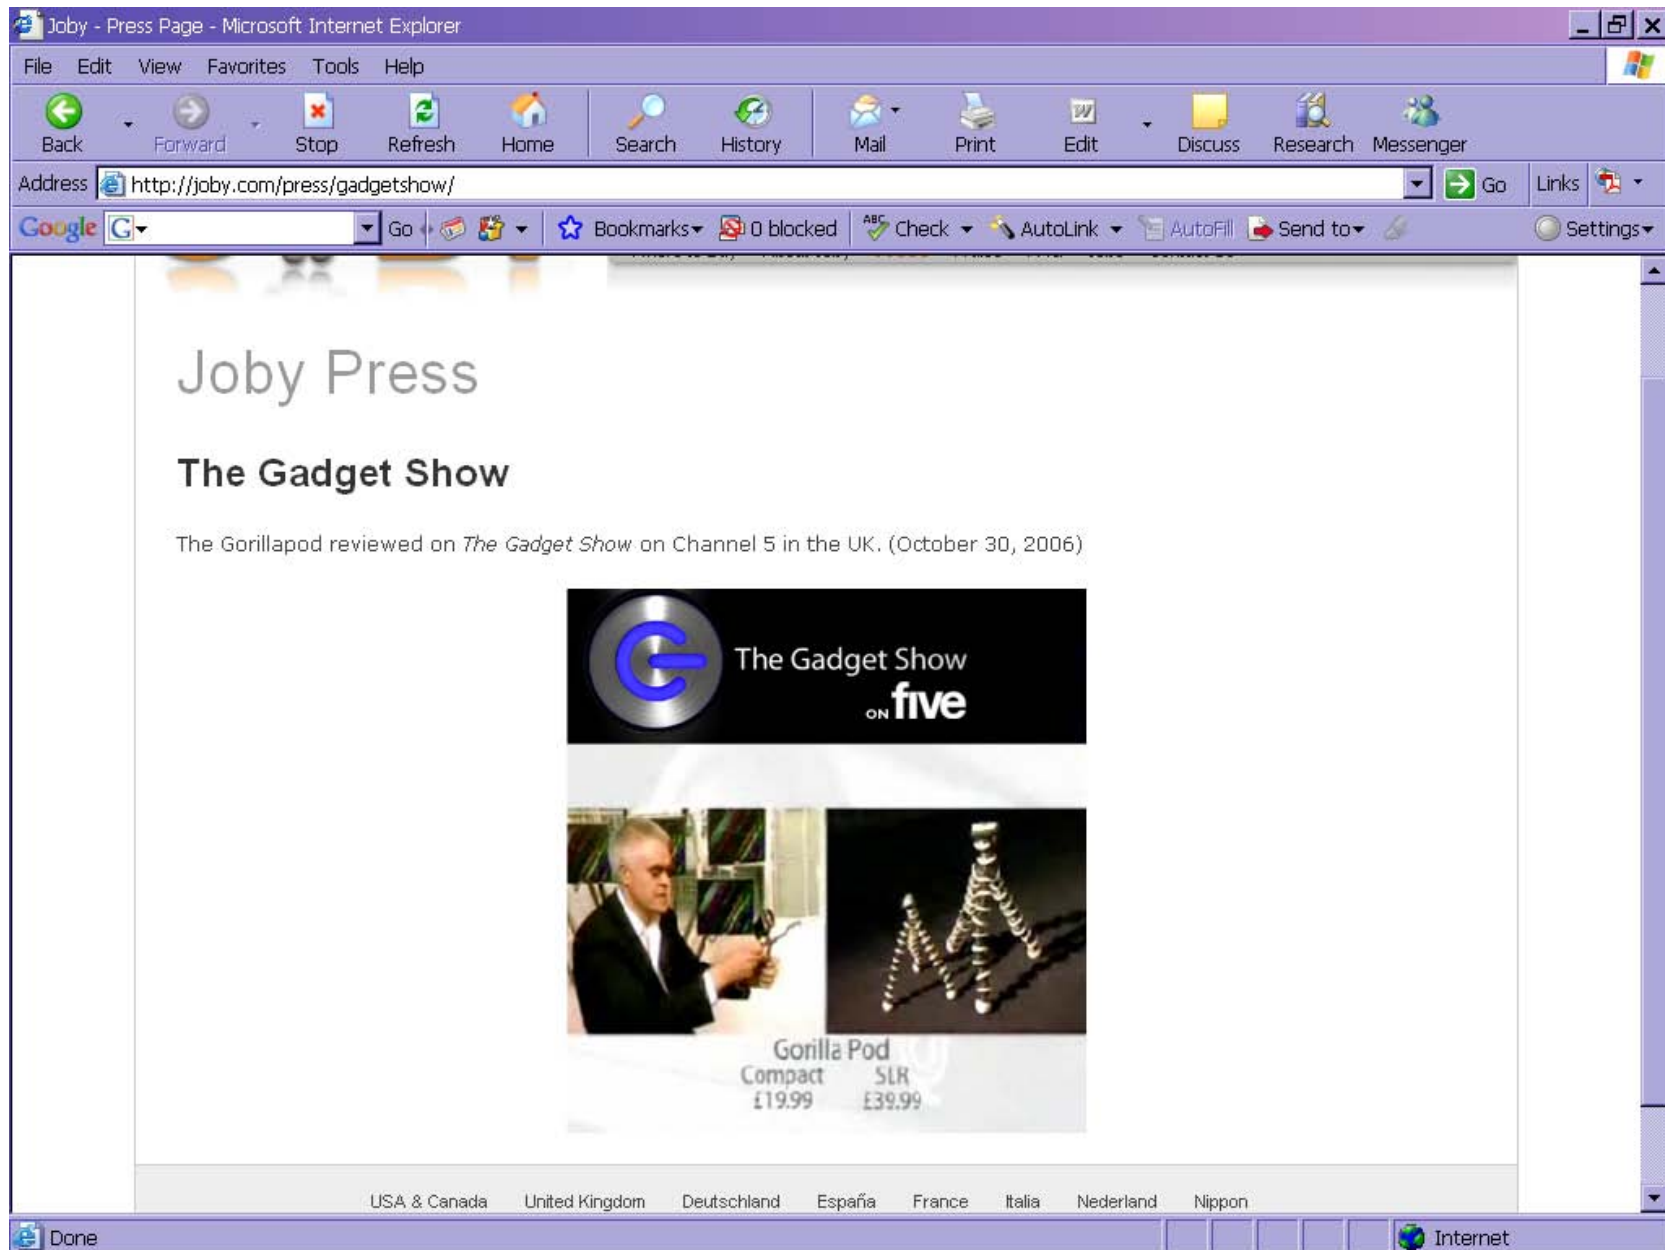 Joby - Press Page - Microsoft Internet Explorer
File Edit View Favorites Tools Help
Back Forward Stop Refresh Home Search History Mail Print Edit Discuss Research Messenger
Address http://joby.com/press/gadgetshow/ Go Links
Google G Go Bookmarks 0 blocked ABC Check AutoLink AutoFill Send to Settings
Joby Press
The Gadget Show
The Gorillapod reviewed on The Gadget Show on Channel 5 in the UK. (October 30, 2006)
The Gadget Show
ON five
Gorilla Pod
Compact SLR
£19.99 £39.99
USA & Canada United Kingdom Deutschland España France Italia Nederland Nippon
Done Internet